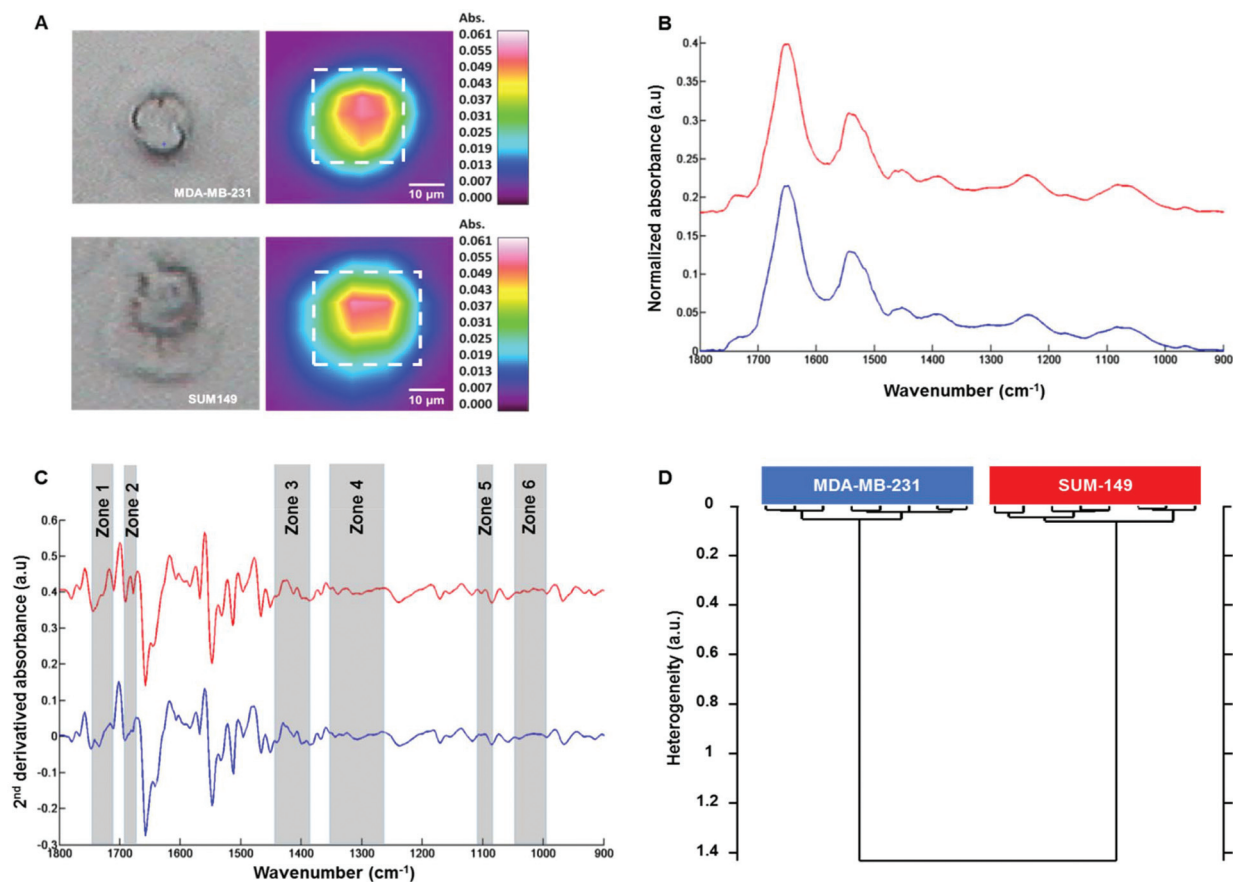 A
Abs.
0.061
0.055
0.049
0.043
0.037
0.031
0.025
0.019
0.013
0.007
0.000
MDA-MB-231
10 µm
Abs.
0.061
0.055
0.049
0.043
0.037
0.031
0.025
0.019
0.013
0.007
0.000
SUM149
10 µm
B
Normalized absorbance (a.u)
0.4
0.35
0.3
0.25
0.2
0.15
0.1
0.05
0
1800 1700 1600 1500 1400 1300 1200 1100 1000 900
Wavenumber (cm⁻¹)
C
Zone 1
Zone 2
Zone 3
Zone 4
Zone 5
Zone 6
2ⁿᵈ derivatived absorbance (a.u)
0.6
0.5
0.4
0.3
0.2
0.1
0
-0.1
-0.2
-0.3
1800 1700 1600 1500 1400 1300 1200 1100 1000 900
Wavenumber (cm⁻¹)
D
MDA-MB-231 SUM-149
Heterogeneity (a.u.)
0
0.2
0.4
0.6
0.8
1
1.2
1.4